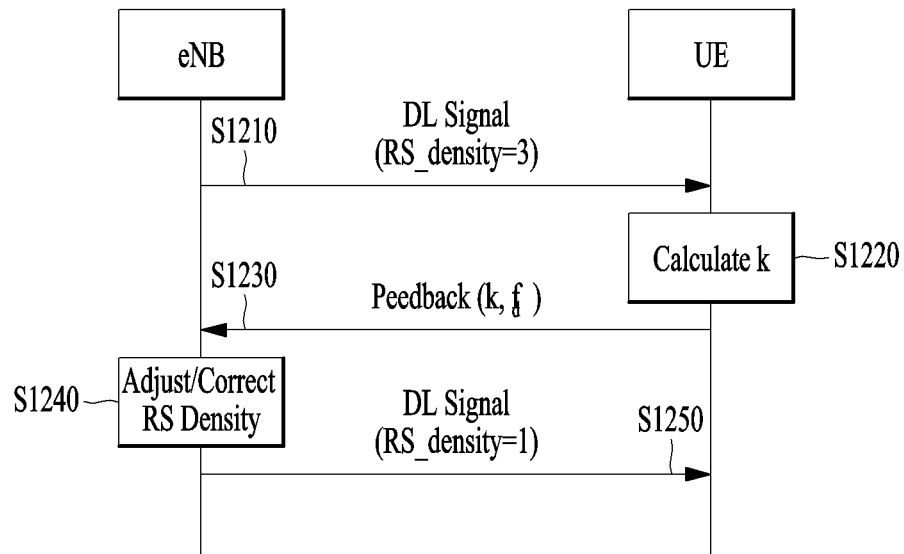 eNB
UE
S1210
DL Signal
(RS_density=3)
Calculate k
S1220
S1230
Peedback (k, fd )
S1240
Adjust/Correct
RS Density
DL Signal
(RS_density=1)
S1250